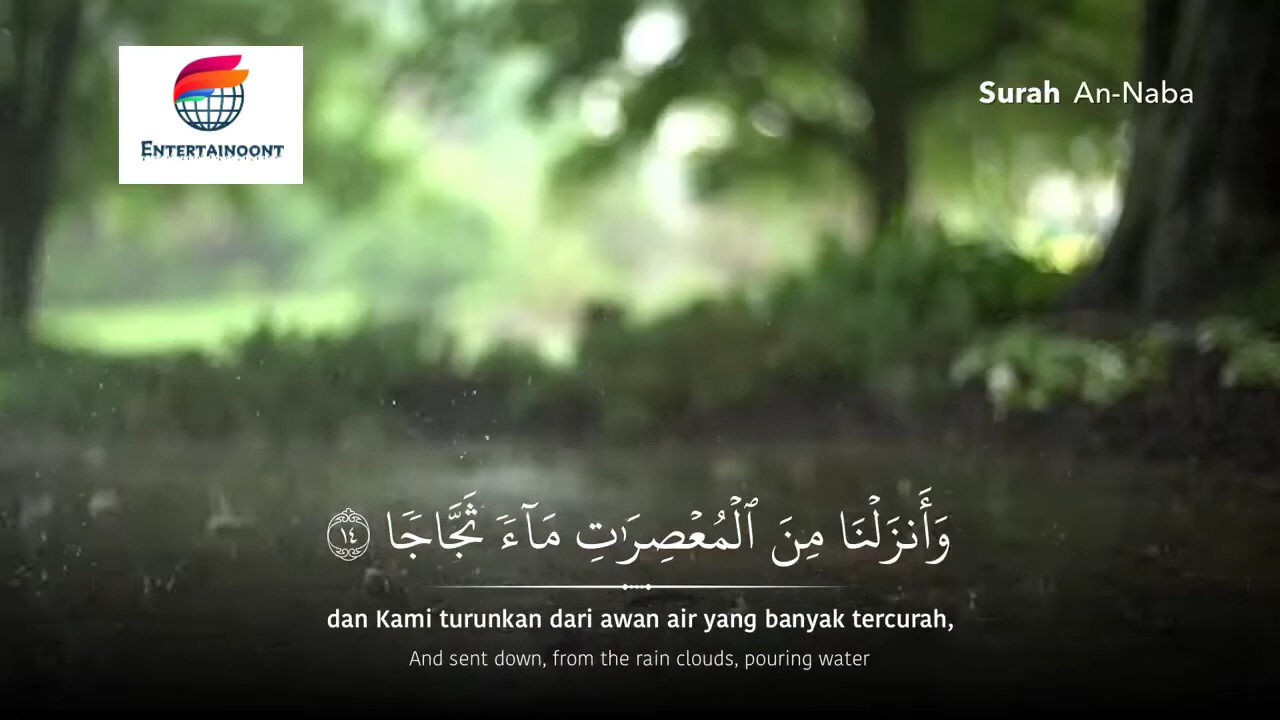 ENTERTAINOONT
Surah An-Naba
وَأَنزَلْنَا مِنَ ٱلْمُعْصِرَٰتِ مَآءً ثَجَّاجًا ١٤
dan Kami turunkan dari awan air yang banyak tercurah,
And sent down, from the rain clouds, pouring water